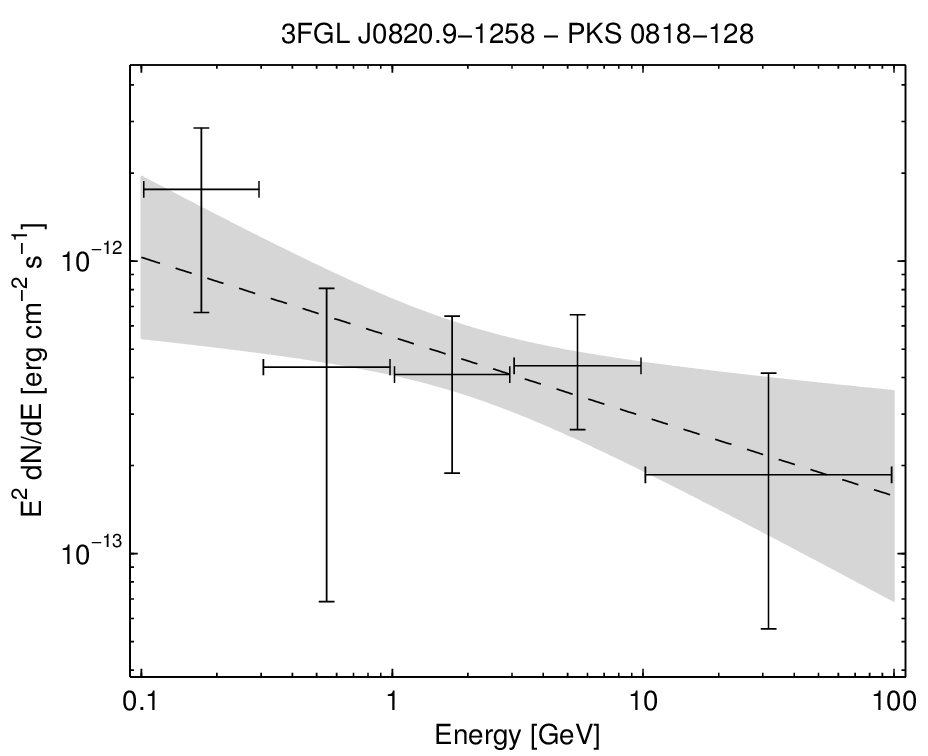 3FGL J0820.9−1258 − PKS 0818−128
E² dN/dE [erg cm⁻² s⁻¹]
10⁻¹²
10⁻¹³
0.1 1 10 100
Energy [GeV]